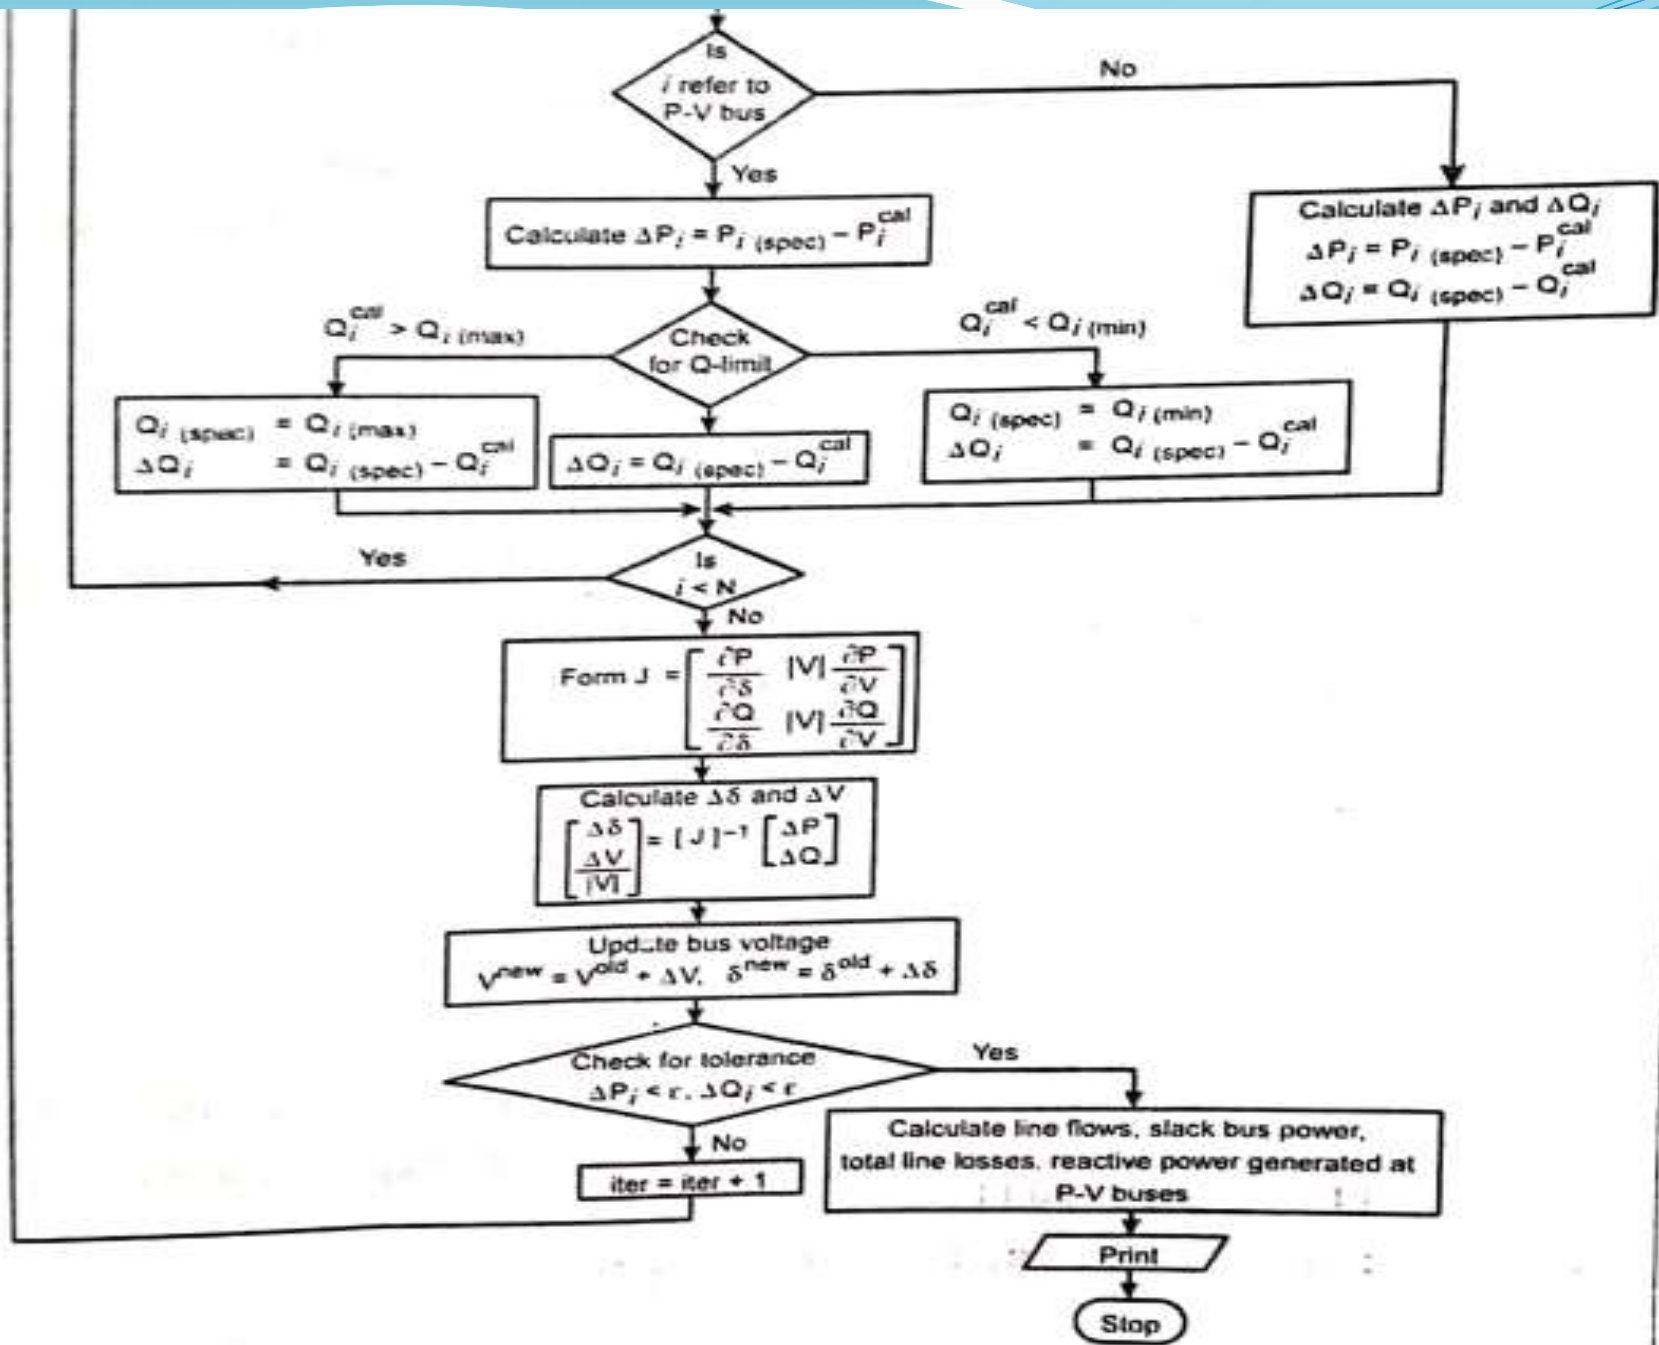 Is
i refer to
P-V bus
No
Yes
Calculate ΔP_i = P_i (spec) – P_i^cal
Calculate ΔP_i and ΔQ_i
ΔP_i = P_i (spec) – P_i^cal
ΔQ_i = Q_i (spec) – Q_i^cal
Q_i^cal > Q_i (max)
Check
for Q-limit
Q_i^cal < Q_i (min)
Q_i (spec) = Q_i (max)
ΔQ_i = Q_i (spec) – Q_i^cal
ΔQ_i = Q_i (spec) – Q_i^cal
Q_i (spec) = Q_i (min)
ΔQ_i = Q_i (spec) – Q_i^cal
Yes
Is
i < N
No
Form J = [ ∂P/∂δ |V| ∂P/∂V
∂Q/∂δ |V| ∂Q/∂V ]
Calculate Δδ and ΔV
[ Δδ
ΔV/|V| ] = [ J ]^–1 [ ΔP
ΔQ ]
Update bus voltage
V^new = V^old + ΔV, δ^new = δ^old + Δδ
Check for tolerance
ΔP_i < ε, ΔQ_i < ε
Yes
No
iter = iter + 1
Calculate line flows, slack bus power,
total line losses, reactive power generated at
P-V buses
Print
Stop